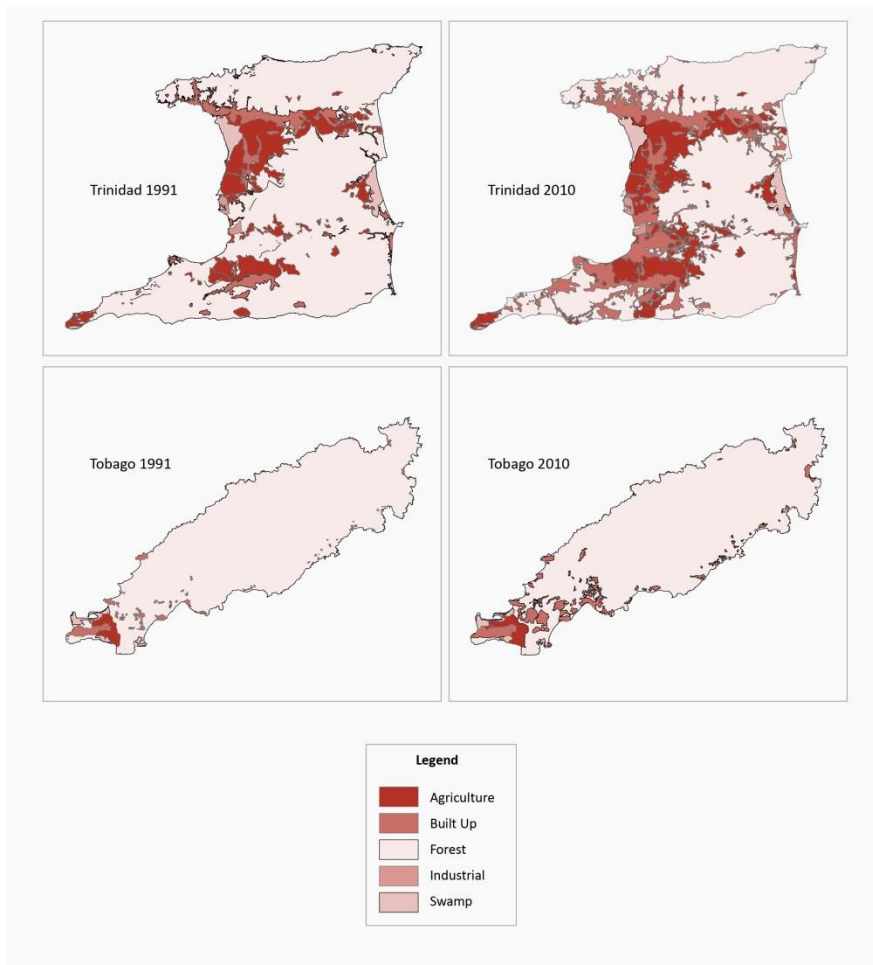 Trinidad 1991
Trinidad 2010
Tobago 1991
Tobago 2010
Legend
Agriculture
Built Up
Forest
Industrial
Swamp